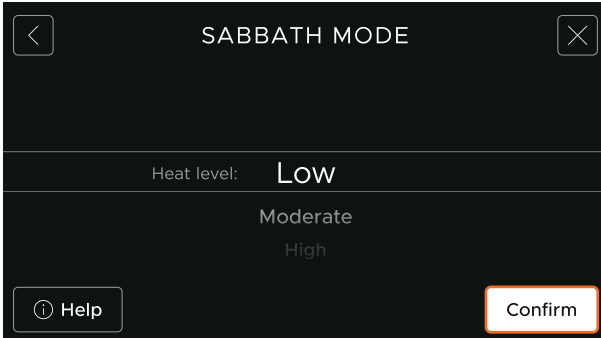 SABBATH MODE
Heat level: Low
Moderate
High
Help
Confirm